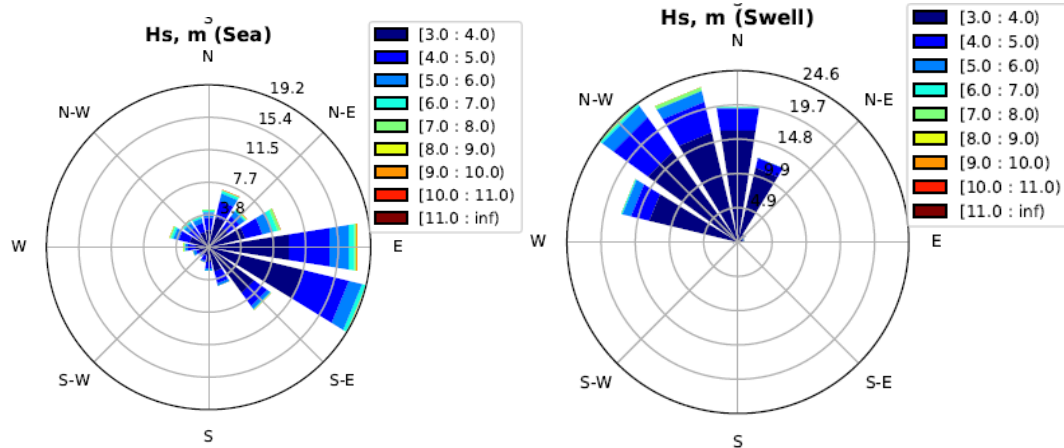 Hs, m (Sea)
N
N-E
E
S-E
S
S-W
W
N-W
19.2
15.4
11.5
7.7
3.8
[3.0 : 4.0)
[4.0 : 5.0)
[5.0 : 6.0)
[6.0 : 7.0)
[7.0 : 8.0)
[8.0 : 9.0)
[9.0 : 10.0)
[10.0 : 11.0)
[11.0 : inf)
Hs, m (Swell)
N
N-E
E
S-E
S
S-W
W
N-W
24.6
19.7
14.8
9.9
4.9
[3.0 : 4.0)
[4.0 : 5.0)
[5.0 : 6.0)
[6.0 : 7.0)
[7.0 : 8.0)
[8.0 : 9.0)
[9.0 : 10.0)
[10.0 : 11.0)
[11.0 : inf)